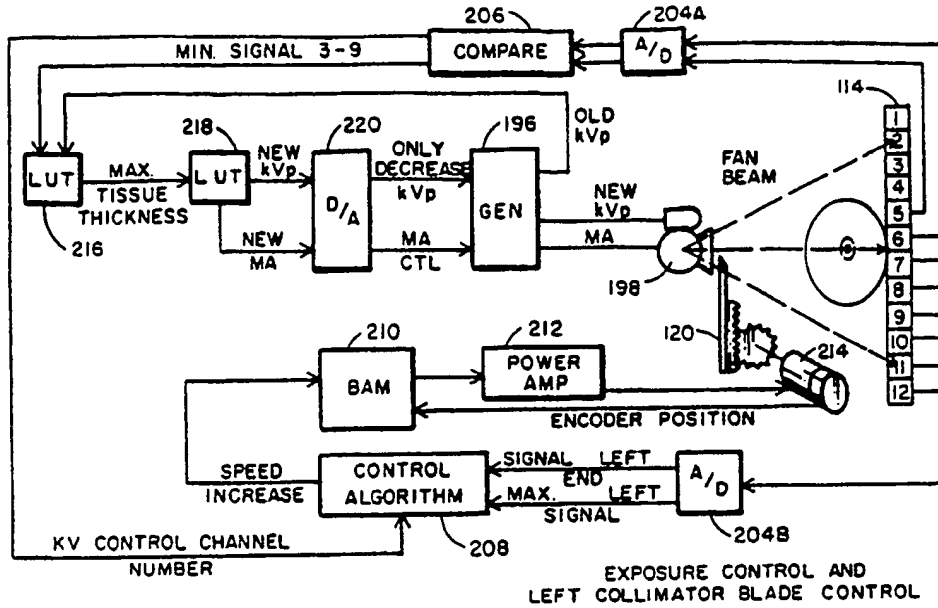 206
COMPARE
204A
A/D
MIN. SIGNAL 3-9
114
OLD
kVp
218
220
196
LUT
MAX.
TISSUE
THICKNESS
216
LUT
NEW
kVp
NEW
MA
D/A
ONLY
DECREASE
kVp
MA
CTL
GEN
NEW
kVp
MA
198
FAN
BEAM
1
2
3
4
5
6
7
8
9
10
11
12
120
214
210
BAM
212
POWER
AMP
ENCODER POSITION
SPEED
INCREASE
CONTROL
ALGORITHM
208
SIGNAL LEFT
END
MAX. LEFT
SIGNAL
A/D
204B
KV CONTROL CHANNEL
NUMBER
EXPOSURE CONTROL AND
LEFT COLLIMATOR BLADE CONTROL